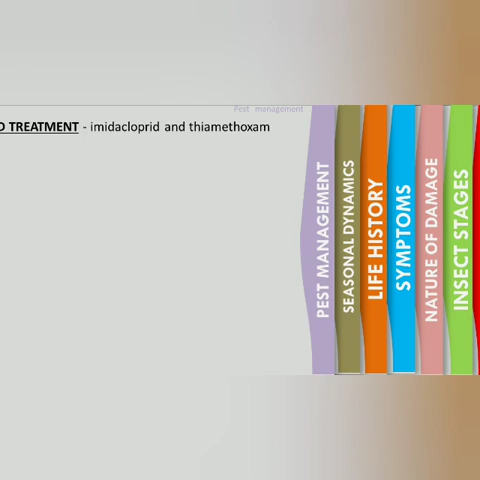 Pest management
D TREATMENT - imidacloprid and thiamethoxam
PEST MANAGEMENT
SEASONAL DYNAMICS
LIFE HISTORY
SYMPTOMS
NATURE OF DAMAGE
INSECT STAGES